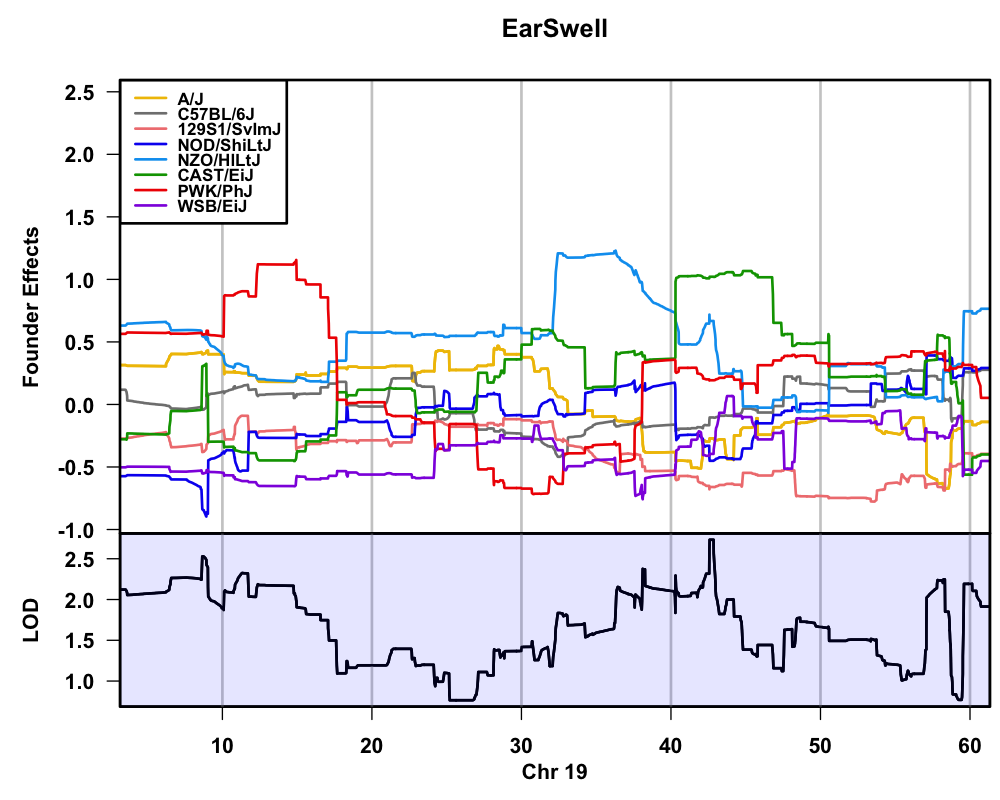 EarSwell
2.5
2.0
1.5
1.0
0.5
0.0
-0.5
-1.0
Founder Effects
A/J
C57BL/6J
129S1/SvImJ
NOD/ShiLtJ
NZO/HILtJ
CAST/EiJ
PWK/PhJ
WSB/EiJ
2.5
2.0
1.5
1.0
LOD
10 20 30 40 50 60
Chr 19